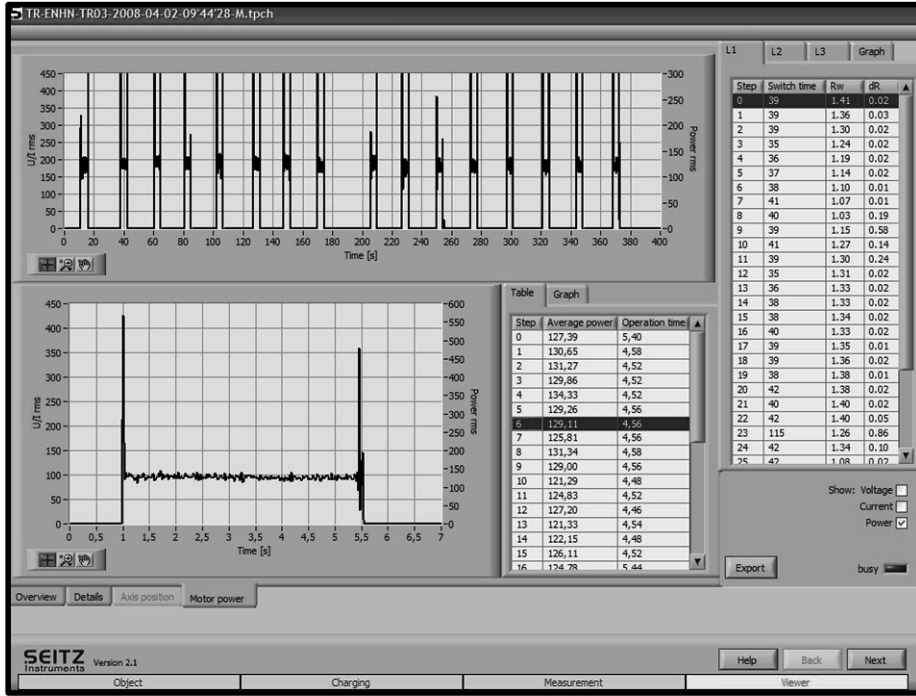 TR-ENHN-TR03-2008-04-02-09'44'28-M.tpch
450 400 350 300 250 200 150 100 50 0
U/I rms
300 250 200 150 100 50 0
Power rms
0 20 40 60 80 100 120 140 160 180 200 220 240 260 280 300 320 340 360 380 400
Time [s]
450 400 350 300 250 200 150 100 50 0
U/I rms
600 550 500 450 400 350 300 250 200 150 100 50 0
Power rms
0 0,5 1 1,5 2 2,5 3 3,5 4 4,5 5 5,5 6 6,5 7
Time [s]
Table Graph
Step Average power Operation time
0 127,39 5,40
1 130,65 4,58
2 131,27 4,52
3 129,86 4,52
4 134,33 4,52
5 129,26 4,56
6 129,11 4,56
7 125,81 4,56
8 131,34 4,58
9 129,00 4,56
10 121,29 4,48
11 124,83 4,52
12 127,20 4,46
13 121,33 4,54
14 122,15 4,48
15 126,11 4,52
16 124,78 5,44
L1 L2 L3 Graph
Step Switch time Rw dR
0 39 1.41 0.02
1 39 1.36 0.03
2 39 1.30 0.02
3 35 1.24 0.02
4 36 1.19 0.02
5 37 1.14 0.02
6 38 1.10 0.01
7 41 1.07 0.01
8 40 1.03 0.19
9 39 1.15 0.58
10 41 1.27 0.14
11 39 1.30 0.24
12 35 1.31 0.02
13 36 1.33 0.02
14 38 1.33 0.02
15 38 1.34 0.02
16 40 1.33 0.02
17 39 1.35 0.01
18 39 1.36 0.02
19 38 1.38 0.01
20 42 1.38 0.02
21 40 1.40 0.02
22 42 1.40 0.05
23 115 1.26 0.86
24 42 1.34 0.10
25 42 1.08 0.02
Show: Voltage
Current
Power
Export busy
Overview Details Axis position Motor power
SEITZ
Instruments Version 2.1
Help Back Next
Object Charging Measurement Viewer